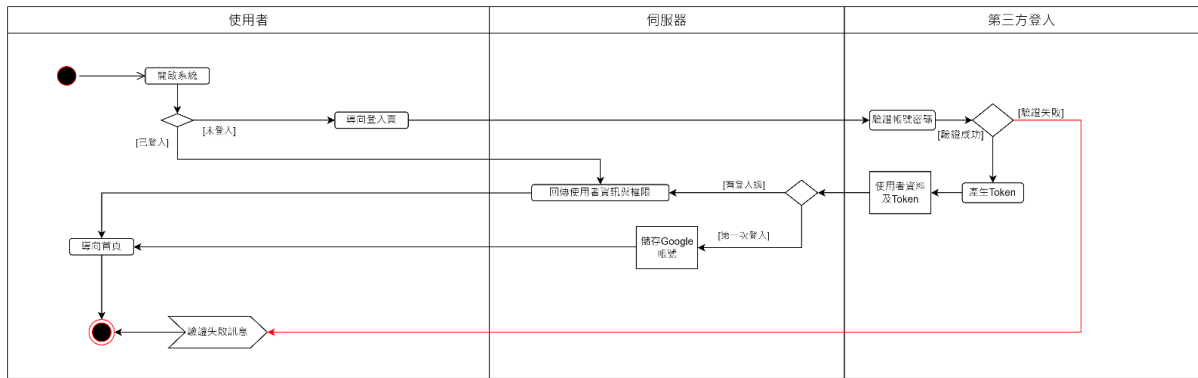 使用者
伺服器
第三方登入
開啟系統
[未登入]
導向登入頁
驗證帳號密碼
[驗證失敗]
[已登入]
[驗證成功]
回傳使用者資訊與權限
[有登入過]
使用者資料
及Token
產生Token
導向首頁
儲存Google
帳號
[第一次登入]
驗證失敗訊息